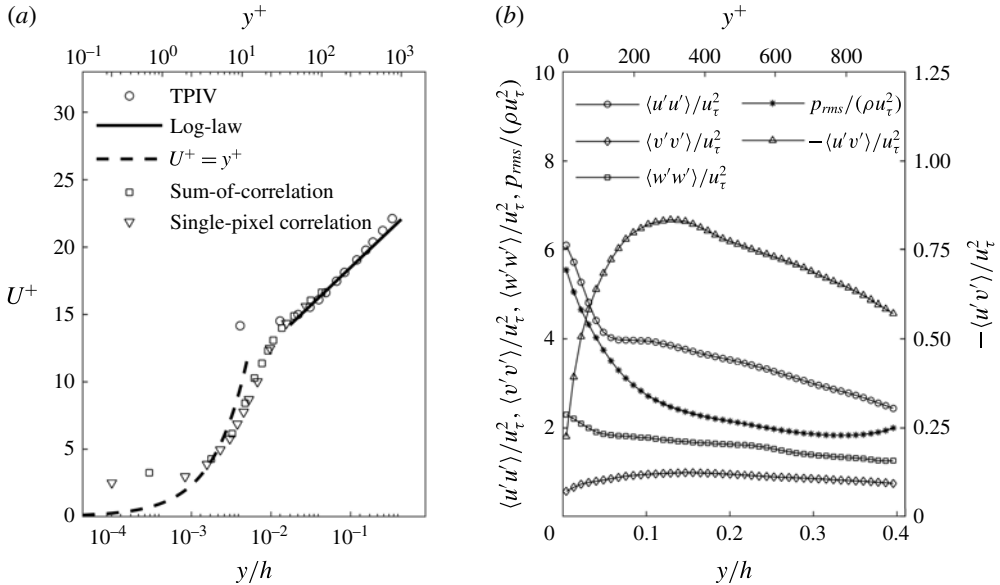 (a)
y⁺
10⁻¹ 10⁰ 10¹ 10² 10³
30
25
20
15
10
5
0
U⁺
TPIV
Log-law
U⁺ = y⁺
Sum-of-correlation
Single-pixel correlation
10⁻⁴ 10⁻³ 10⁻² 10⁻¹
y/h
(b)
y⁺
0 200 400 600 800
10
8
6
4
2
0
⟨u′u′⟩/u_τ², ⟨v′v′⟩/u_τ², ⟨w′w′⟩/u_τ², p_rms/(ρu_τ²)
⟨u′u′⟩/u_τ²
⟨v′v′⟩/u_τ²
⟨w′w′⟩/u_τ²
p_rms/(ρu_τ²)
−⟨u′v′⟩/u_τ²
1.25
1.00
0.75
0.50
0.25
0
−⟨u′v′⟩/u_τ²
0 0.1 0.2 0.3 0.4
y/h